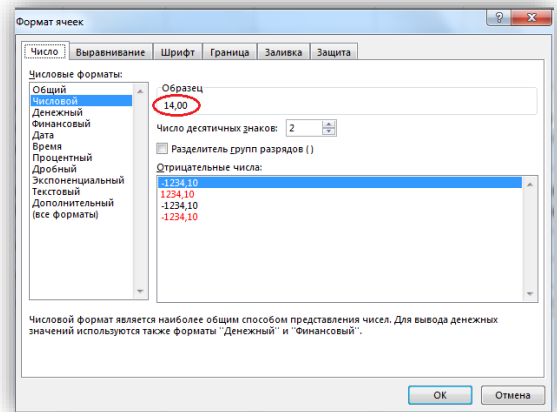 Формат ячеек
Число Выравнивание Шрифт Граница Заливка Защита
Числовые форматы:
Общий
Числовой
Денежный
Финансовый
Дата
Время
Процентный
Дробный
Экспоненциальный
Текстовый
Дополнительный
(все форматы)
Образец
14,00
Число десятичных знаков: 2
Разделитель групп разрядов ( )
Отрицательные числа:
-1234,10
1234,10
-1234,10
-1234,10
Числовой формат является наиболее общим способом представления чисел. Для вывода денежных
значений используются также форматы "Денежный" и "Финансовый".
ОК Отмена